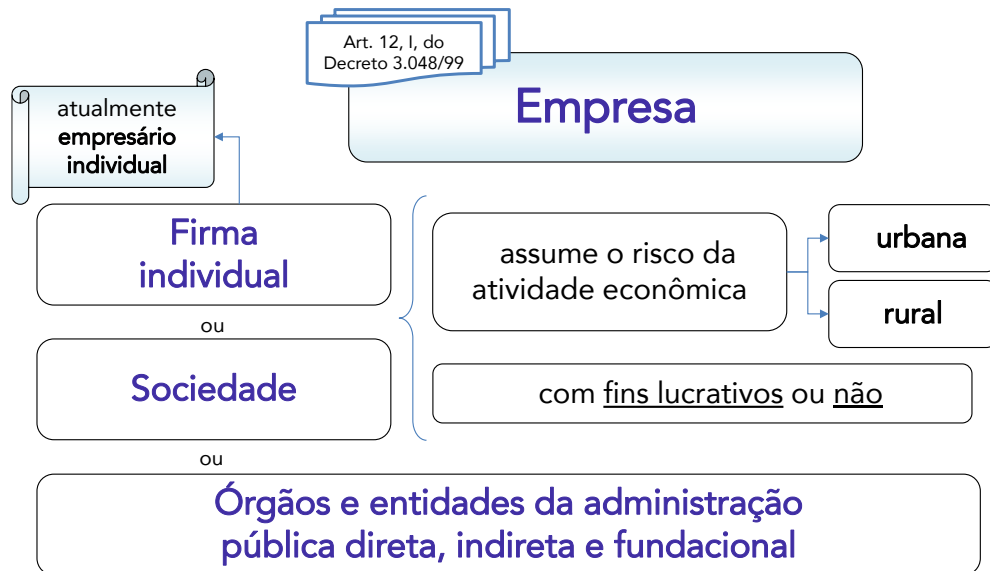 Art. 12, I, do
Decreto 3.048/99
Empresa
atualmente
empresário
individual
Firma
individual
ou
Sociedade
assume o risco da
atividade econômica
urbana
rural
com fins lucrativos ou não
ou
Órgãos e entidades da administração
pública direta, indireta e fundacional